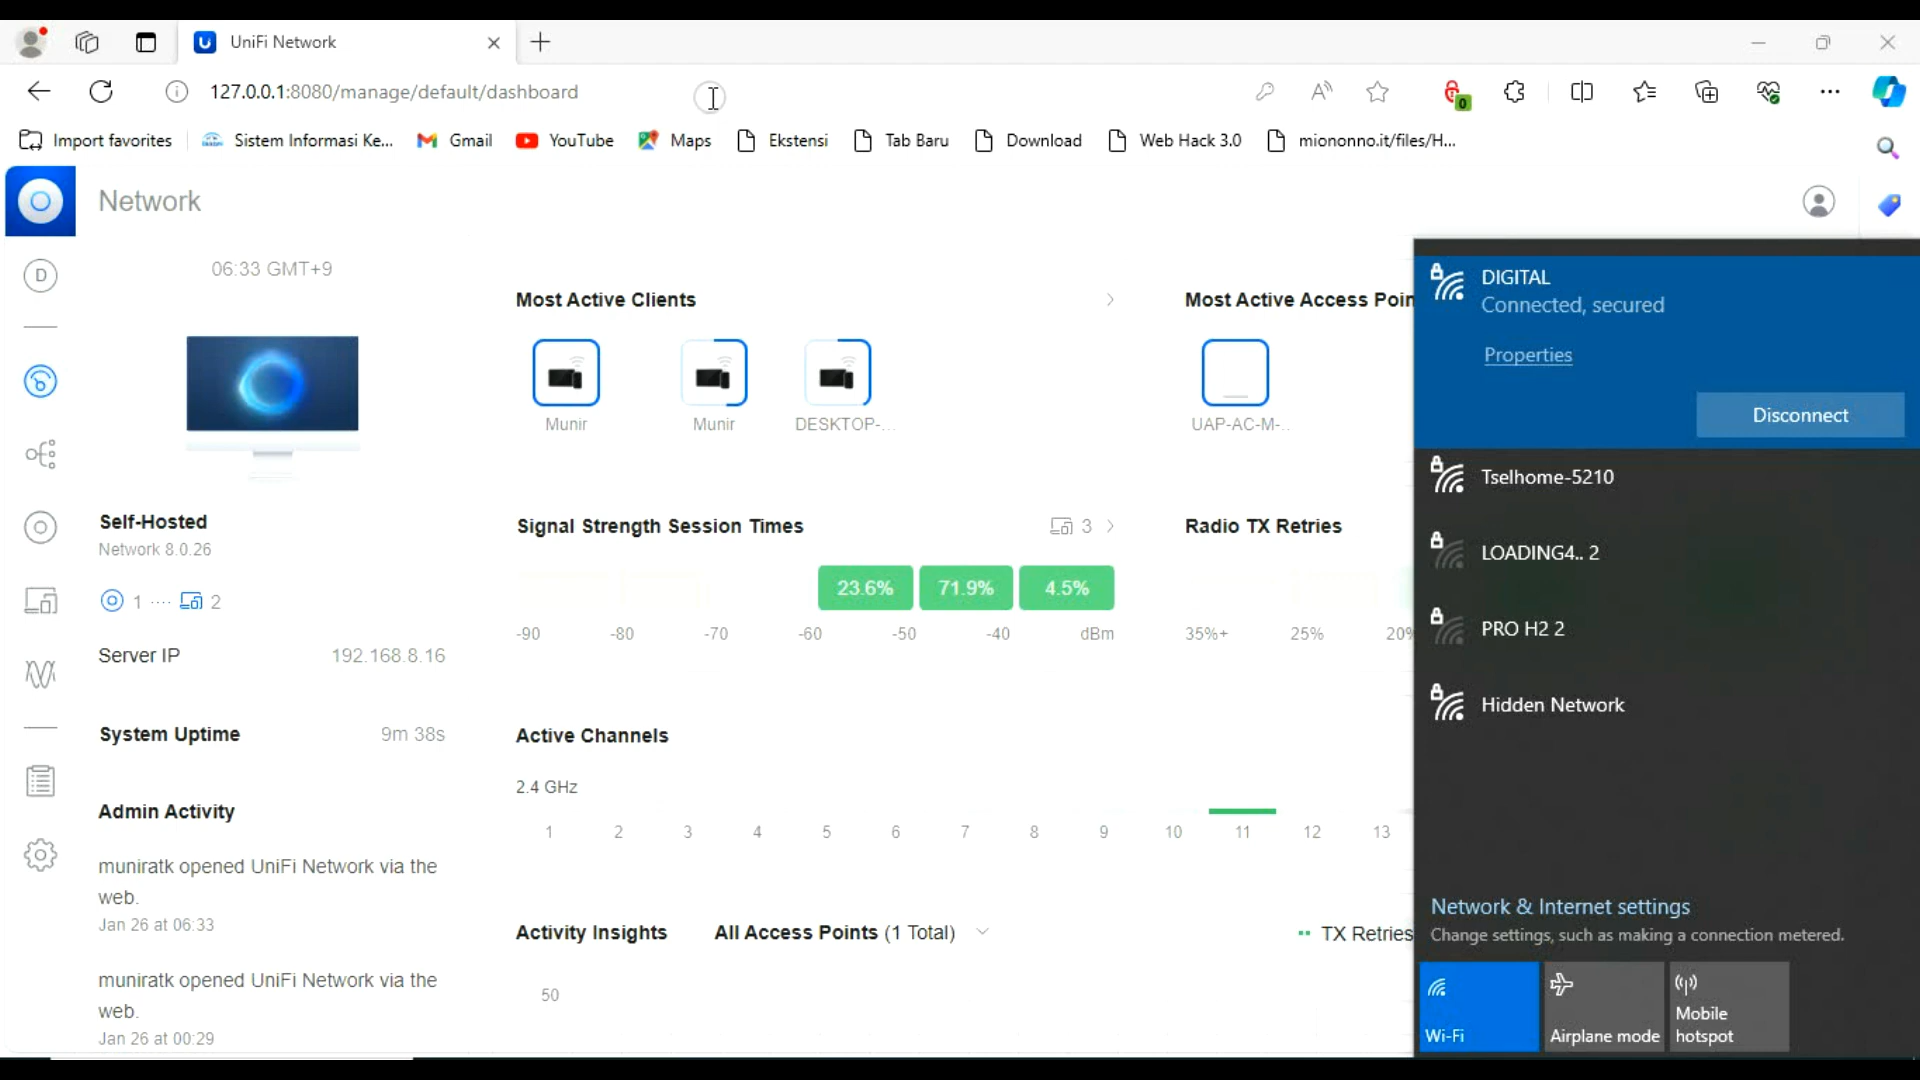 UniFi Network
127.0.0.1:8080/manage/default/dashboard
0
Import favorites
Sistem Informasi Ke...
Gmail
YouTube
Maps
Ekstensi
Tab Baru
Download
Web Hack 3.0
miononno.it/files/H...
Network
D
06:33 GMT+9
Self-Hosted
Network 8.0.26
1 2
Server IP 192.168.8.16
System Uptime 9m 38s
Admin Activity
muniratk opened UniFi Network via the
web.
Jan 26 at 06:33
muniratk opened UniFi Network via the
web.
Jan 26 at 00:29
Most Active Clients
Munir Munir DESKTOP-...
Signal Strength Session Times 3
23.6% 71.9% 4.5%
-90 -80 -70 -60 -50 -40 dBm
Active Channels
2.4 GHz
1 2 3 4 5 6 7 8 9 10 11 12 13
Activity Insights All Access Points (1 Total)
TX Retries
50
Most Active Access Poin
UAP-AC-M-..
Radio TX Retries
35%+ 25% 20%
DIGITAL
Connected, secured
Properties
Disconnect
Tselhome-5210
LOADING4.. 2
PRO H2 2
Hidden Network
Network & Internet settings
Change settings, such as making a connection metered.
Wi-Fi
Airplane mode
Mobile
hotspot